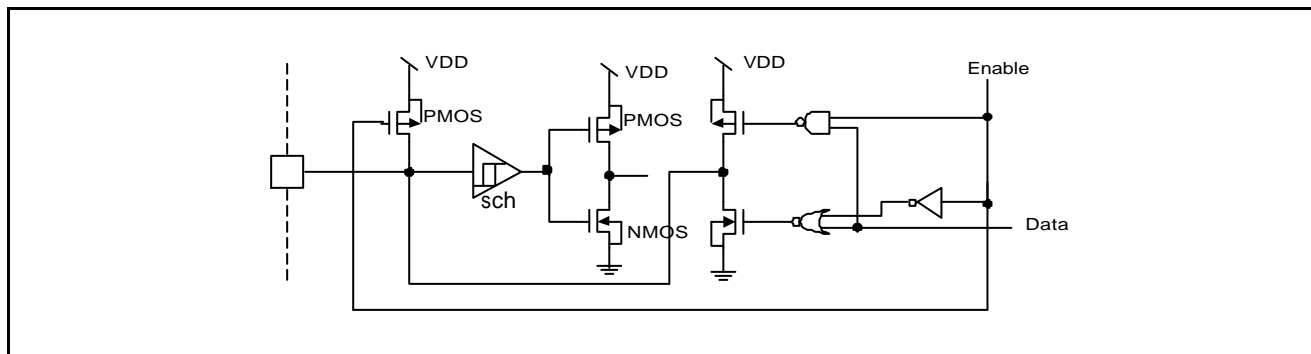 VDD
VDD
VDD
Enable
PMOS
PMOS
sch
NMOS
Data